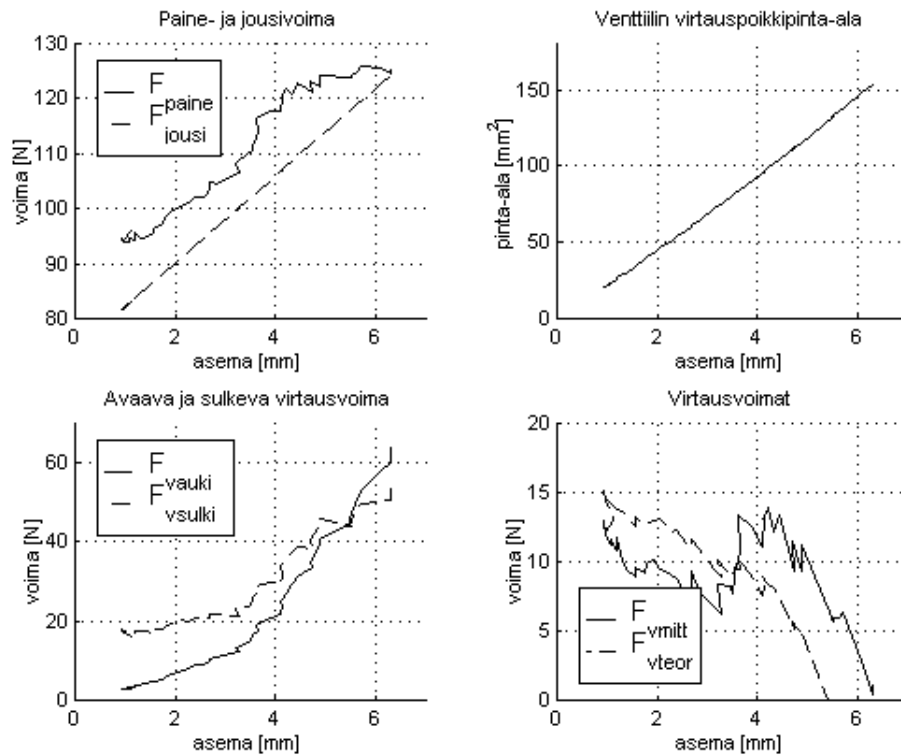 Paine- ja jousivoima
voima [N]
130
120
110
100
90
80
F paine
F jousi
0 2 4 6
asema [mm]
Venttiilin virtauspoikkipinta-ala
pinta-ala [mm²]
150
100
50
0
0 2 4 6
asema [mm]
Avaava ja sulkeva virtausvoima
voima [N]
60
40
20
0
F vauki
F vsulki
0 2 4 6
asema [mm]
Virtausvoimat
voima [N]
20
15
10
5
0
F vmitt
F vteor
0 2 4 6
asema [mm]